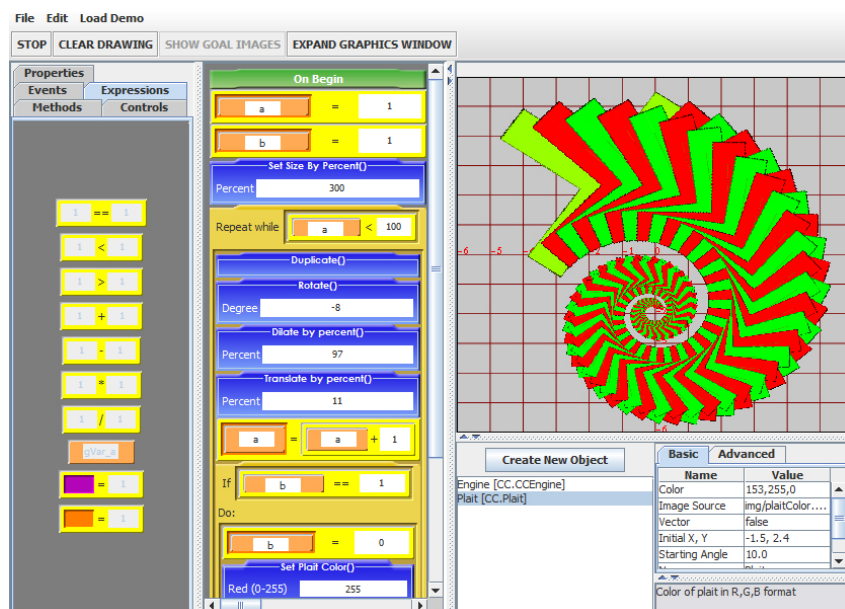 File Edit Load Demo
STOP CLEAR DRAWING SHOW GOAL IMAGES EXPAND GRAPHICS WINDOW
Properties
Events Expressions
Methods Controls
1 == 1
1 < 1
1 > 1
1 + 1
1 - 1
1 * 1
1 / 1
gVar_a
= 1
= 1
On Begin
a = 1
b = 1
Set Size By Percent()
Percent 300
Repeat while a < 100
Duplicate()
Rotate()
Degree -8
Dilate by percent()
Percent 97
Translate by percent()
Percent 11
a = a + 1
If b == 1
Do:
b = 0
Set Plait Color()
Red (0-255) 255
-6 -5 -2 -1
-6
Create New Object
Engine [CC.CCEngine]
Plait [CC.Plait]
Basic Advanced
Name Value
Color 153,255,0
Image Source img/plaitColor....
Vector false
Initial X, Y -1.5, 2.4
Starting Angle 10.0
Color of plait in R,G,B format